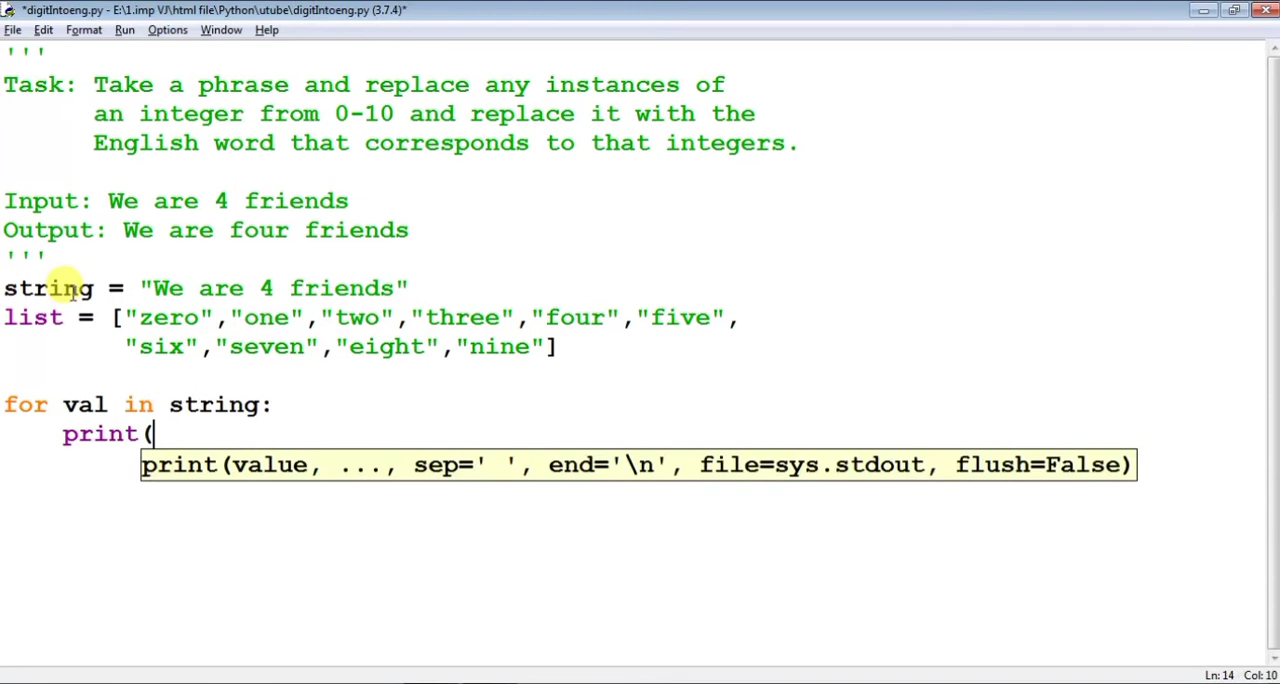 *digitIntoeng.py - E:\1.imp VJ\html file\Python\utube\digitIntoeng.py (3.7.4)*
File Edit Format Run Options Window Help
'''
Task: Take a phrase and replace any instances of
      an integer from 0-10 and replace it with the
      English word that corresponds to that integers.
Input: We are 4 friends
Output: We are four friends
'''
string = "We are 4 friends"
list = ["zero","one","two","three","four","five",
        "six","seven","eight","nine"]
for val in string:
    print(
print(value, ..., sep=' ', end='\n', file=sys.stdout, flush=False)
Ln: 14 Col: 10